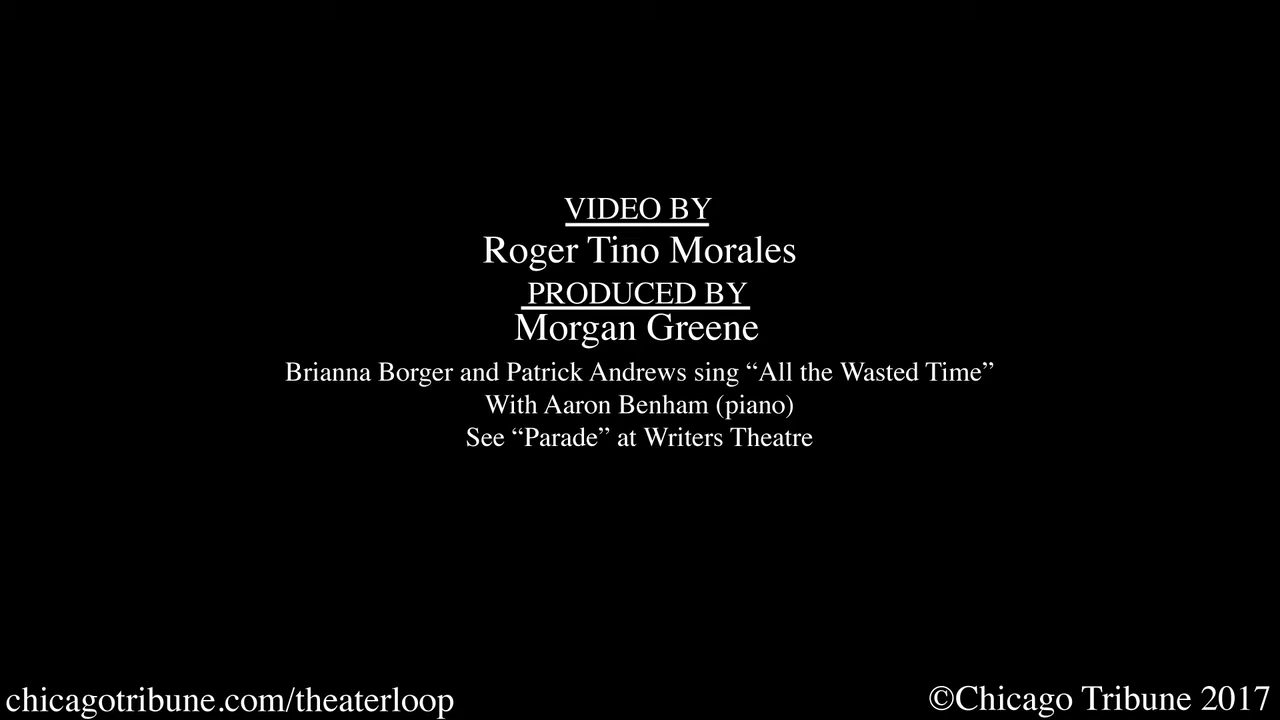 VIDEO BY
Roger Tino Morales
PRODUCED BY
Morgan Greene
Brianna Borger and Patrick Andrews sing “All the Wasted Time”
With Aaron Benham (piano)
See “Parade” at Writers Theatre
chicagotribune.com/theaterloop
©Chicago Tribune 2017